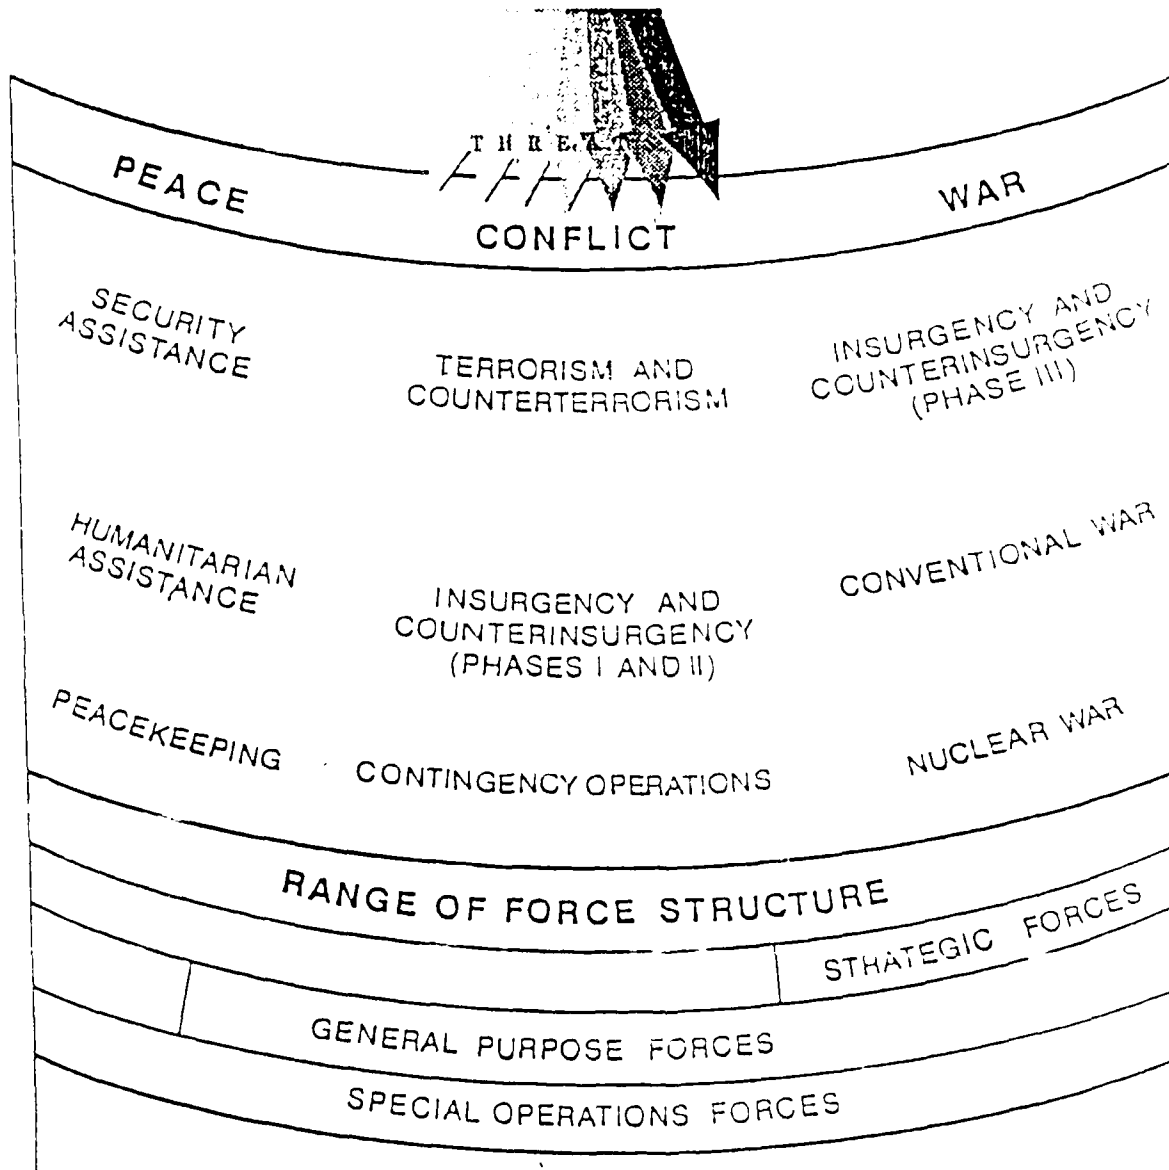 THREAT
PEACE
CONFLICT
WAR
SECURITY
ASSISTANCE
TERRORISM AND
COUNTERTERRORISM
INSURGENCY AND
COUNTERINSURGENCY
(PHASE III)
HUMANITARIAN
ASSISTANCE
INSURGENCY AND
COUNTERINSURGENCY
(PHASES I AND II)
CONVENTIONAL WAR
PEACEKEEPING
CONTINGENCY OPERATIONS
NUCLEAR WAR
RANGE OF FORCE STRUCTURE
STRATEGIC FORCES
GENERAL PURPOSE FORCES
SPECIAL OPERATIONS FORCES